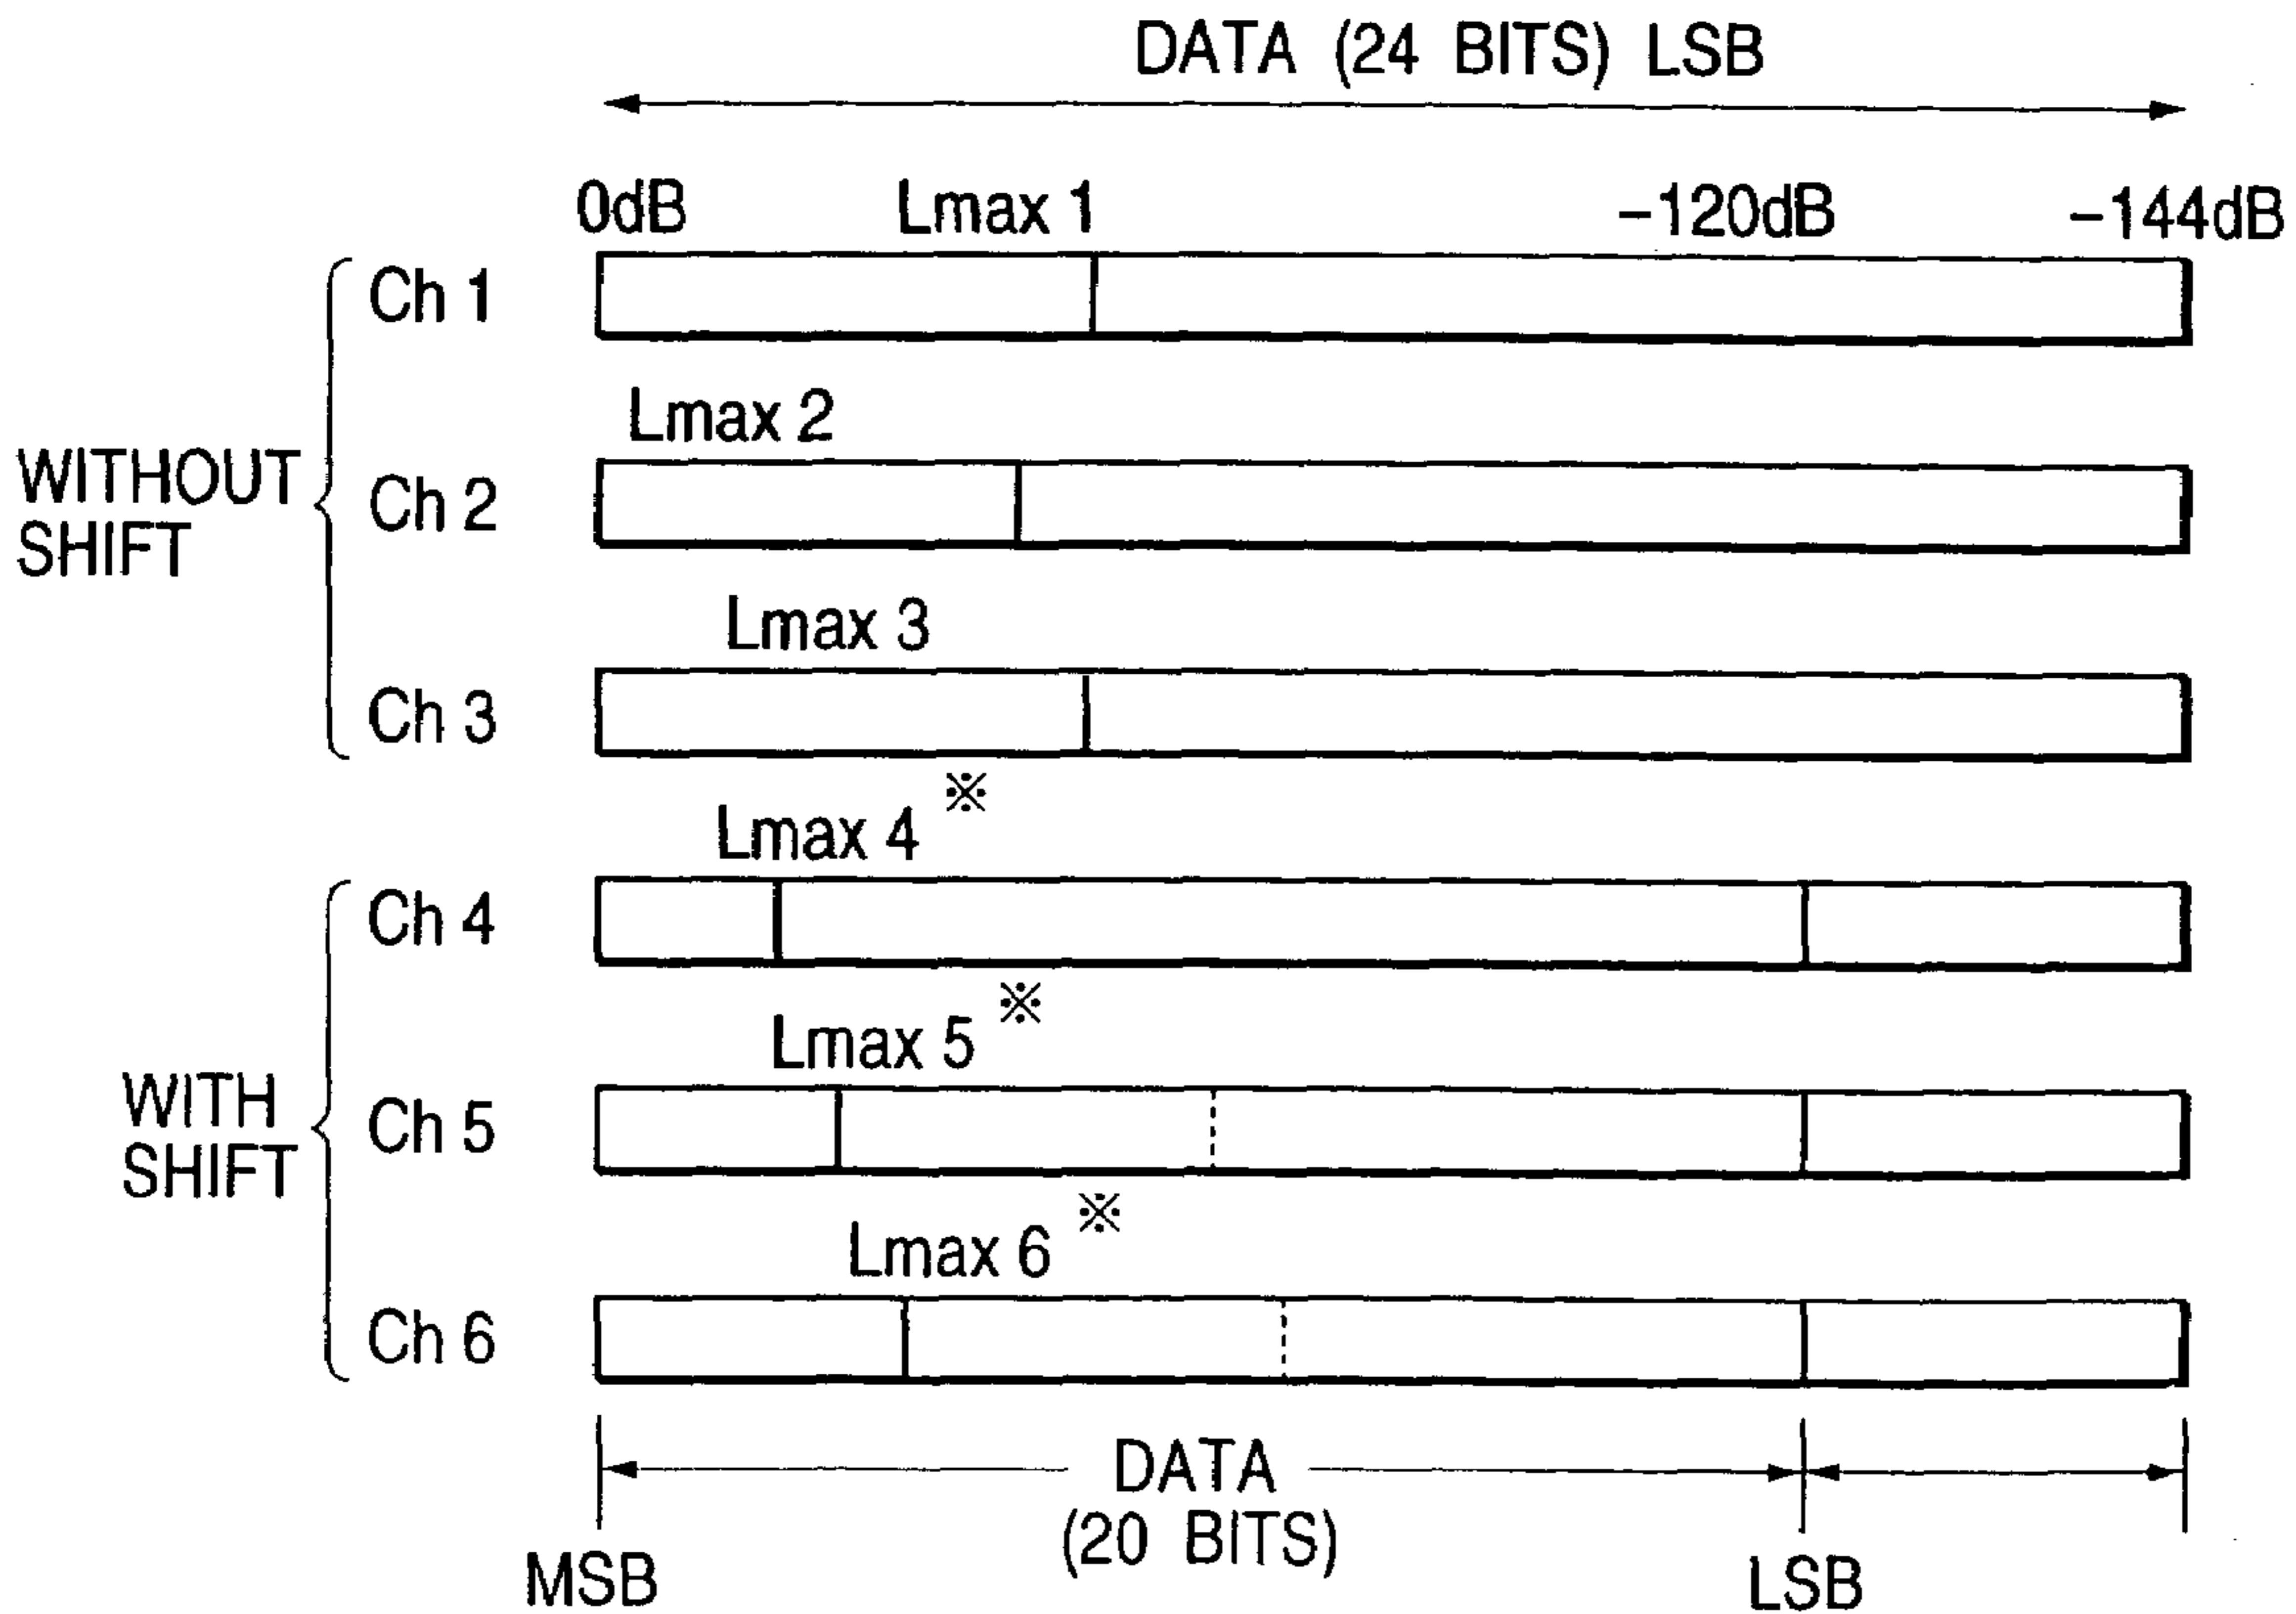 DATA (24 BITS) LSB
0dB Lmax 1 -120dB -144dB
Ch 1
Lmax 2
WITHOUT
SHIFT
Ch 2
Lmax 3
Ch 3
Lmax 4 ※
Ch 4
Lmax 5 ※
WITH
SHIFT
Ch 5
Lmax 6 ※
Ch 6
DATA
(20 BITS)
MSB
LSB